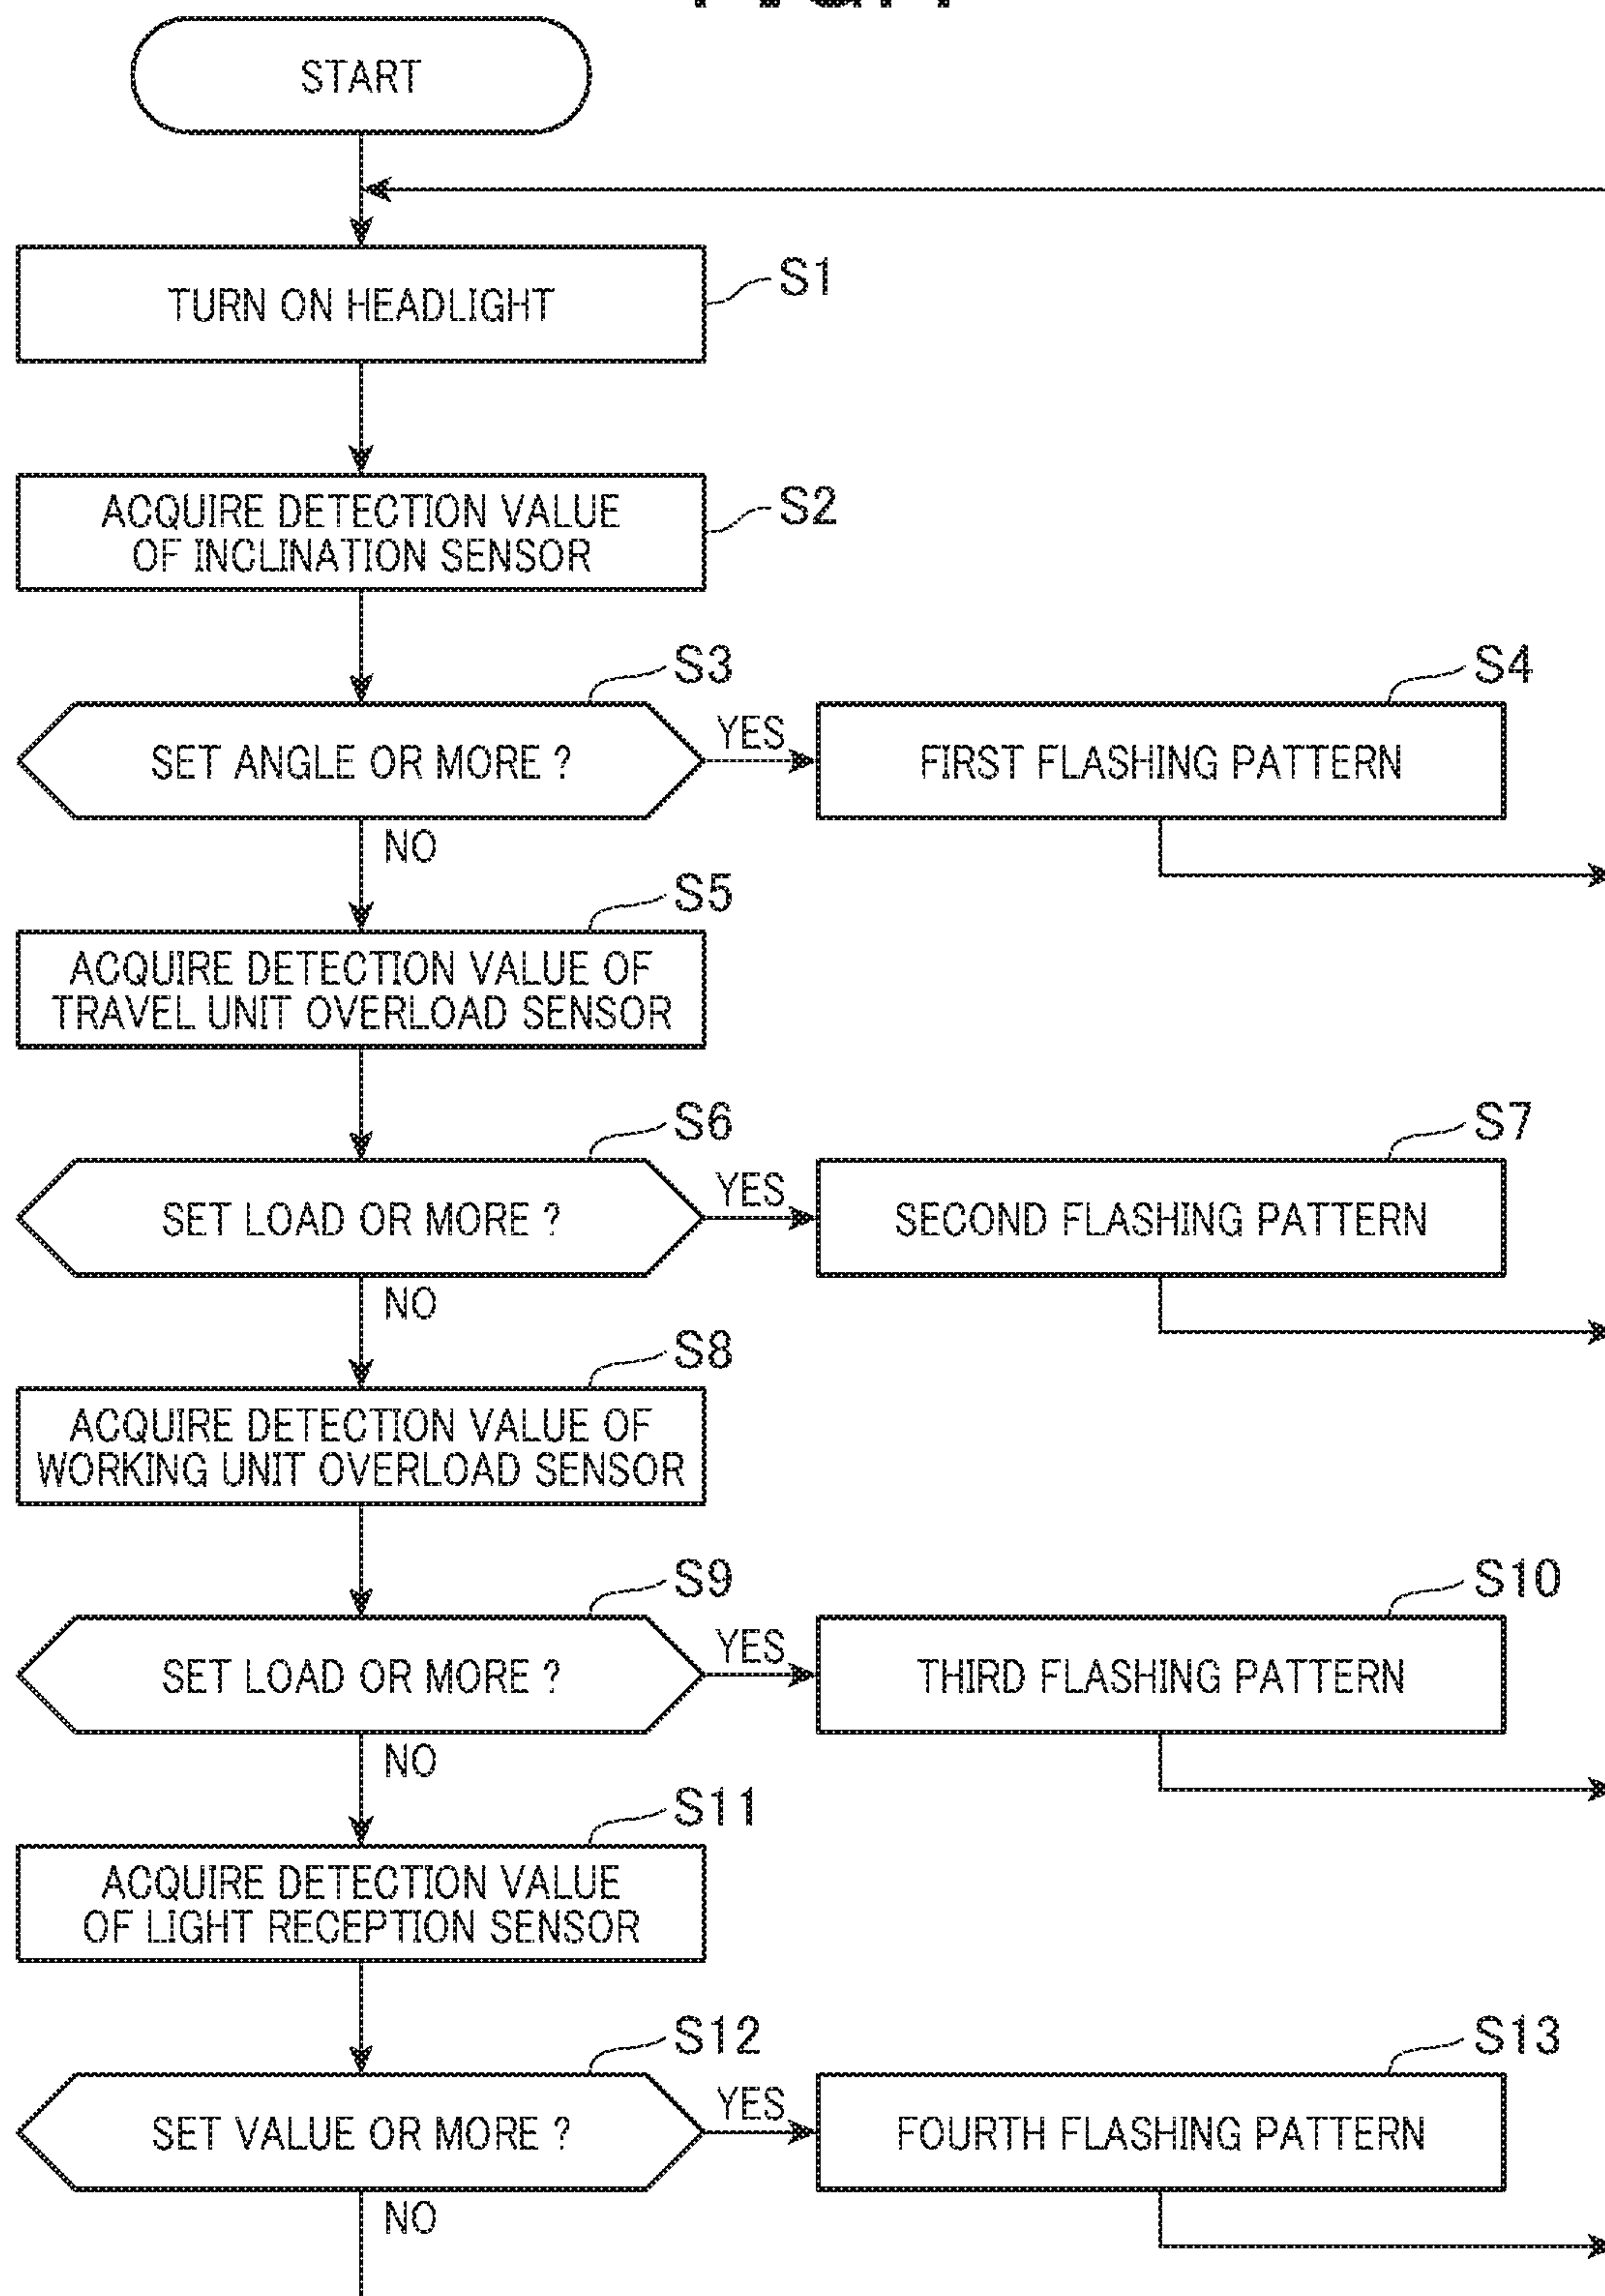 START
TURN ON HEADLIGHT
S1
ACQUIRE DETECTION VALUE
OF INCLINATION SENSOR
S2
S3
SET ANGLE OR MORE ?
YES
NO
S4
FIRST FLASHING PATTERN
S5
ACQUIRE DETECTION VALUE OF
TRAVEL UNIT OVERLOAD SENSOR
S6
SET LOAD OR MORE ?
YES
NO
S7
SECOND FLASHING PATTERN
S8
ACQUIRE DETECTION VALUE OF
WORKING UNIT OVERLOAD SENSOR
S9
SET LOAD OR MORE ?
YES
NO
S10
THIRD FLASHING PATTERN
S11
ACQUIRE DETECTION VALUE
OF LIGHT RECEPTION SENSOR
S12
SET VALUE OR MORE ?
YES
NO
S13
FOURTH FLASHING PATTERN